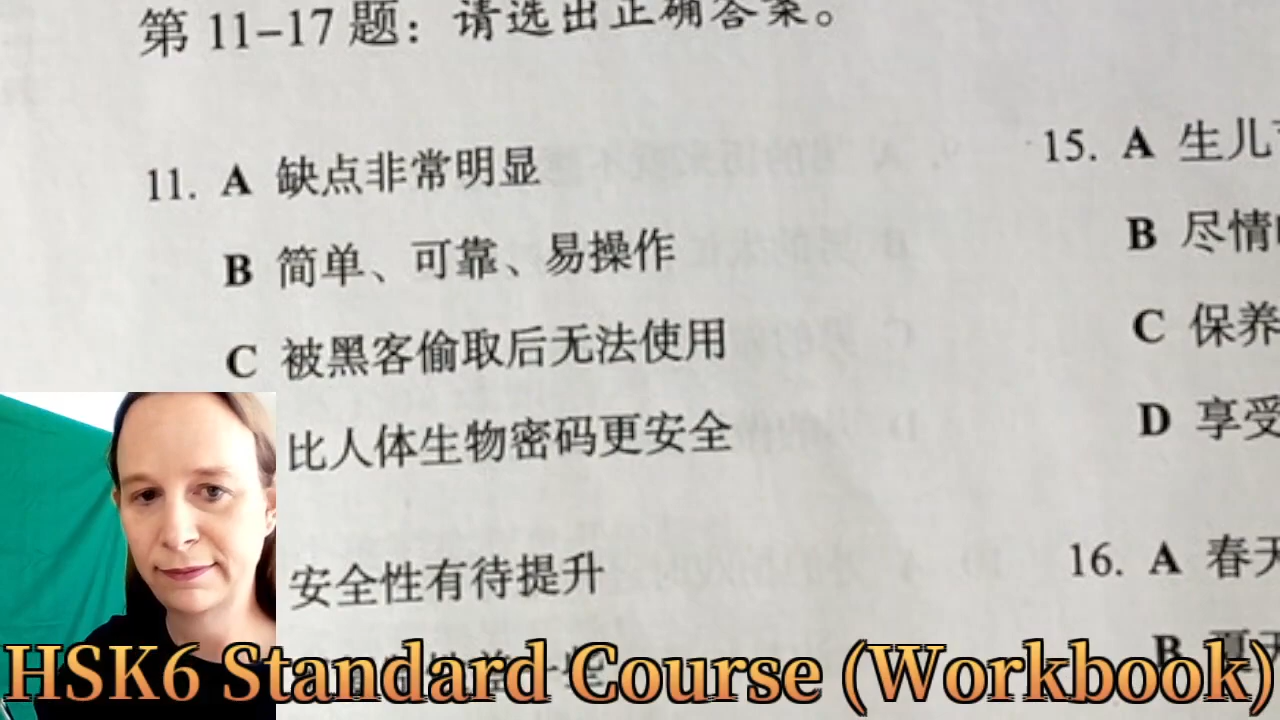 第 11–17 题：请选出正确答案。
11. A 缺点非常明显
B 简单、可靠、易操作
C 被黑客偷取后无法使用
比人体生物密码更安全
安全性有待提升
15. A 生儿
B 尽情
C 保养
D 享受
16. A 春天
B 夏天
HSK6 Standard Course (Workbook)